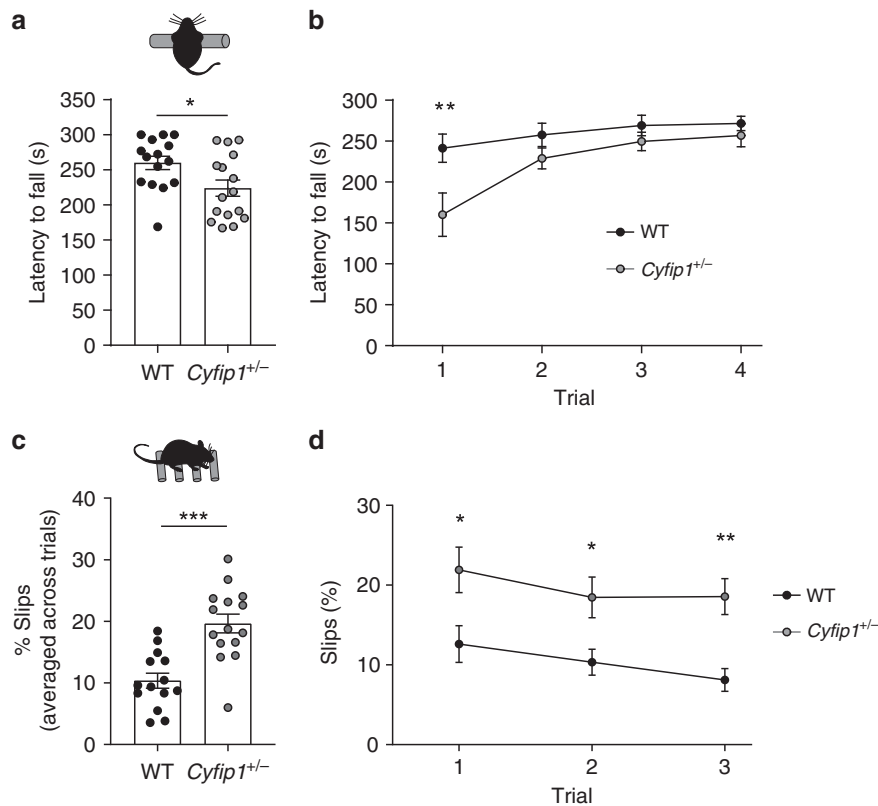 a
*
Latency to fall (s)
350
300
250
200
150
100
50
0
WT
Cyfip1+/–
b
**
Latency to fall (s)
300
250
200
150
100
50
0
1 2 3 4
Trial
WT
Cyfip1+/–
c
***
% Slips
(averaged across trials)
40
30
20
10
0
WT
Cyfip1+/–
d
* * **
Slips (%)
30
20
10
0
1 2 3
Trial
WT
Cyfip1+/–